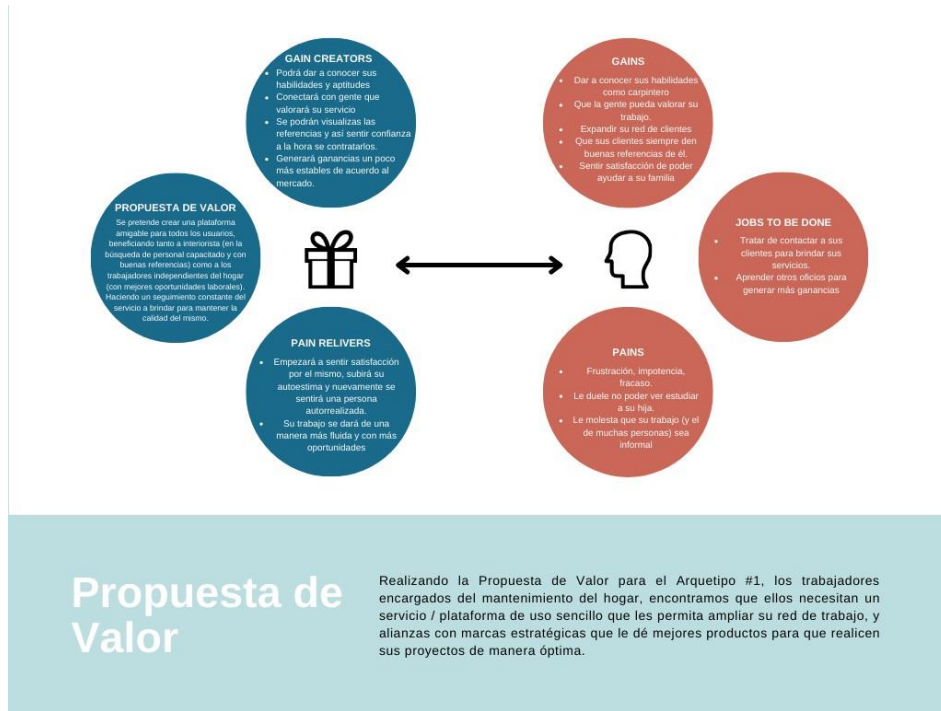 GAIN CREATORS
• Podrá dar a conocer sus
habilidades y aptitudes
• Conectará con gente que
valorará su servicio
• Se podrán visualizas las
referencias y así sentir confianza
a la hora se contratarlos.
• Generará ganancias un poco
más estables de acuerdo al
mercado.
GAINS
• Dar a conocer sus habilidades
como carpintero
• Que la gente pueda valorar su
trabajo.
• Expandir su red de clientes
• Que sus clientes siempre den
buenas referencias de él.
• Sentir satisfacción de poder
ayudar a su familia
PROPUESTA DE VALOR
Se pretende crear una plataforma
amigable para todos los usuarios,
beneficiando tanto a interiorista (en la
búsqueda de personal capacitado y con
buenas referencias) como a los
trabajadores independientes del hogar
(con mejores oportunidades laborales).
Haciendo un seguimiento constante del
servicio a brindar para mantener la
calidad del mismo.
JOBS TO BE DONE
• Tratar de contactar a sus
clientes para brindar sus
servicios.
• Aprender otros oficios para
generar más ganancias
PAIN RELIVERS
• Empezará a sentir satisfacción
por el mismo, subirá su
autoestima y nuevamente se
sentirá una persona
autorrealizada.
• Su trabajo se dará de una
manera más fluida y con más
oportunidades
PAINS
• Frustración, impotencia,
fracaso.
• Le duele no poder ver estudiar
a su hija.
• Le molesta que su trabajo (y el
de muchas personas) sea
informal
Propuesta de
Valor
Realizando la Propuesta de Valor para el Arquetipo #1, los trabajadores
encargados del mantenimiento del hogar, encontramos que ellos necesitan un
servicio / plataforma de uso sencillo que les permita ampliar su red de trabajo, y
alianzas con marcas estratégicas que le dé mejores productos para que realicen
sus proyectos de manera óptima.